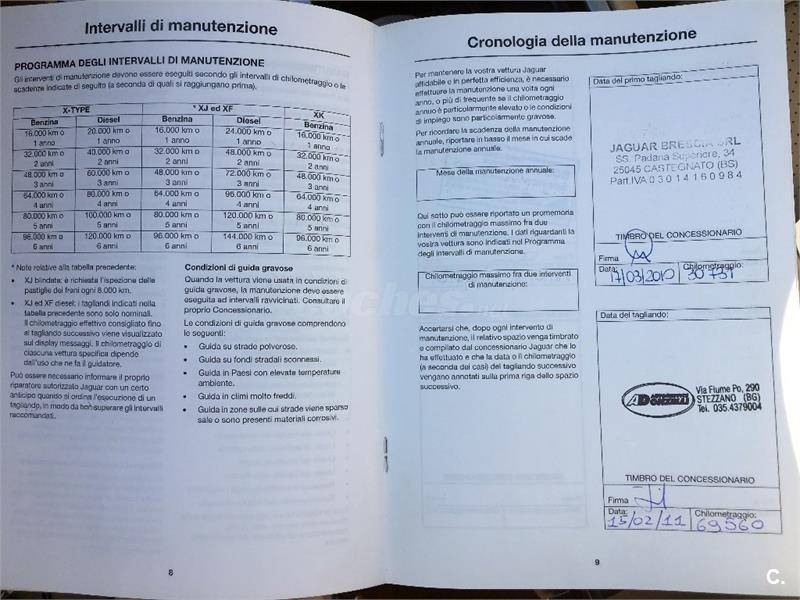 Intervalli di manutenzione
PROGRAMMA DEGLI INTERVALLI DI MANUTENZIONE
Gli interventi di manutenzione devono essere eseguiti secondo gli intervalli di chilometraggio o le
scadenze indicate di seguito (a seconda di quali si raggiungano prima).
X-TYPE * XJ ed XF XK
Benzina Diesel Benzina Diesel Benzina
16.000 km o 20.000 km o 16.000 km o 24.000 km o 16.000 km o
1 anno 1 anno 1 anno 1 anno 1 anno
32.000 km o 40.000 km o 32.000 km o 48.000 km o 32.000 km o
2 anni 2 anni 2 anni 2 anni 2 anni
48.000 km o 60.000 km o 48.000 km o 72.000 km o 48.000 km o
3 anni 3 anni 3 anni 3 anni 3 anni
64.000 km o 80.000 km o 64.000 km o 96.000 km o 64.000 km o
4 anni 4 anni 4 anni 4 anni 4 anni
80.000 km o 100.000 km o 80.000 km o 120.000 km o 80.000 km o
5 anni 5 anni 5 anni 5 anni 5 anni
96.000 km o 120.000 km o 96.000 km o 144.000 km o 96.000 km o
6 anni 6 anni 6 anni 6 anni 6 anni
* Note relative alla tabella precedente:
• XJ blindata: è richiesta l'ispezione delle
pastiglie dei freni ogni 8.000 km.
• XJ ed XF diesel: i tagliandi indicati nella
tabella precedente sono solo nominali.
Il chilometraggio effettivo consigliato fino
al tagliando successivo viene visualizzato
sul display messaggi. Il chilometraggio di
ciascuna vettura specifica dipende
dall'uso che ne fa il guidatore.
Può essere necessario informare il proprio
riparatore autorizzato Jaguar con un certo
anticipo quando si ordina l'esecuzione di un
tagliando, in modo da non superare gli intervalli
raccomandati.
Condizioni di guida gravose
Quando la vettura viene usata in condizioni di
guida gravose, la manutenzione deve essere
eseguita ad intervalli ravvicinati. Consultare il
proprio Concessionario.
Le condizioni di guida gravose comprendono
le seguenti:
• Guida su strade polverose.
• Guida su fondi stradali sconnessi.
• Guida in Paesi con elevate temperature
ambiente.
• Guida in climi molto freddi.
• Guida in zone sulle cui strade viene sparso
sale o sono presenti materiali corrosivi.
8
Cronologia della manutenzione
Per mantenere la vostra vettura Jaguar
affidabile e in perfetta efficienza, è necessario
effettuare la manutenzione una volta ogni
anno, o più di frequente se il chilometraggio
annuo è particolarmente elevato o le condizioni
di impiego sono particolarmente gravose.
Per ricordare la scadenza della manutenzione
annuale, riportare in basso il mese in cui scade
la manutenzione annuale.
Mese della manutenzione annuale:
Qui sotto può essere riportato un promemoria
con il chilometraggio massimo fra due
interventi di manutenzione. I dati riguardanti la
vostra vettura sono indicati nel Programma
degli intervalli di manutenzione.
Chilometraggio massimo fra due interventi
di manutenzione:
Accertarsi che, dopo ogni intervento di
manutenzione, il relativo spazio venga timbrato
e compilato dal concessionario Jaguar che lo
ha effettuato e che la data o il chilometraggio
(a seconda dei casi) del tagliando successivo
vengano annotati sulla prima riga dello spazio
successivo.
Data del primo tagliando:
JAGUAR BRESCIA SRL
SS. Padana Superiore, 34
25045 CASTEGNATO (BS)
Part.IVA 03014160984
TIMBRO DEL CONCESSIONARIO
Firma
Data: Chilometraggio:
17/03/2010 30731
Data del tagliando:
Via Fiume Po, 290
STEZZANO (BG)
Tel. 035.4379004
TIMBRO DEL CONCESSIONARIO
Firma
Data: Chilometraggio:
15/02/11 69560
9
C.